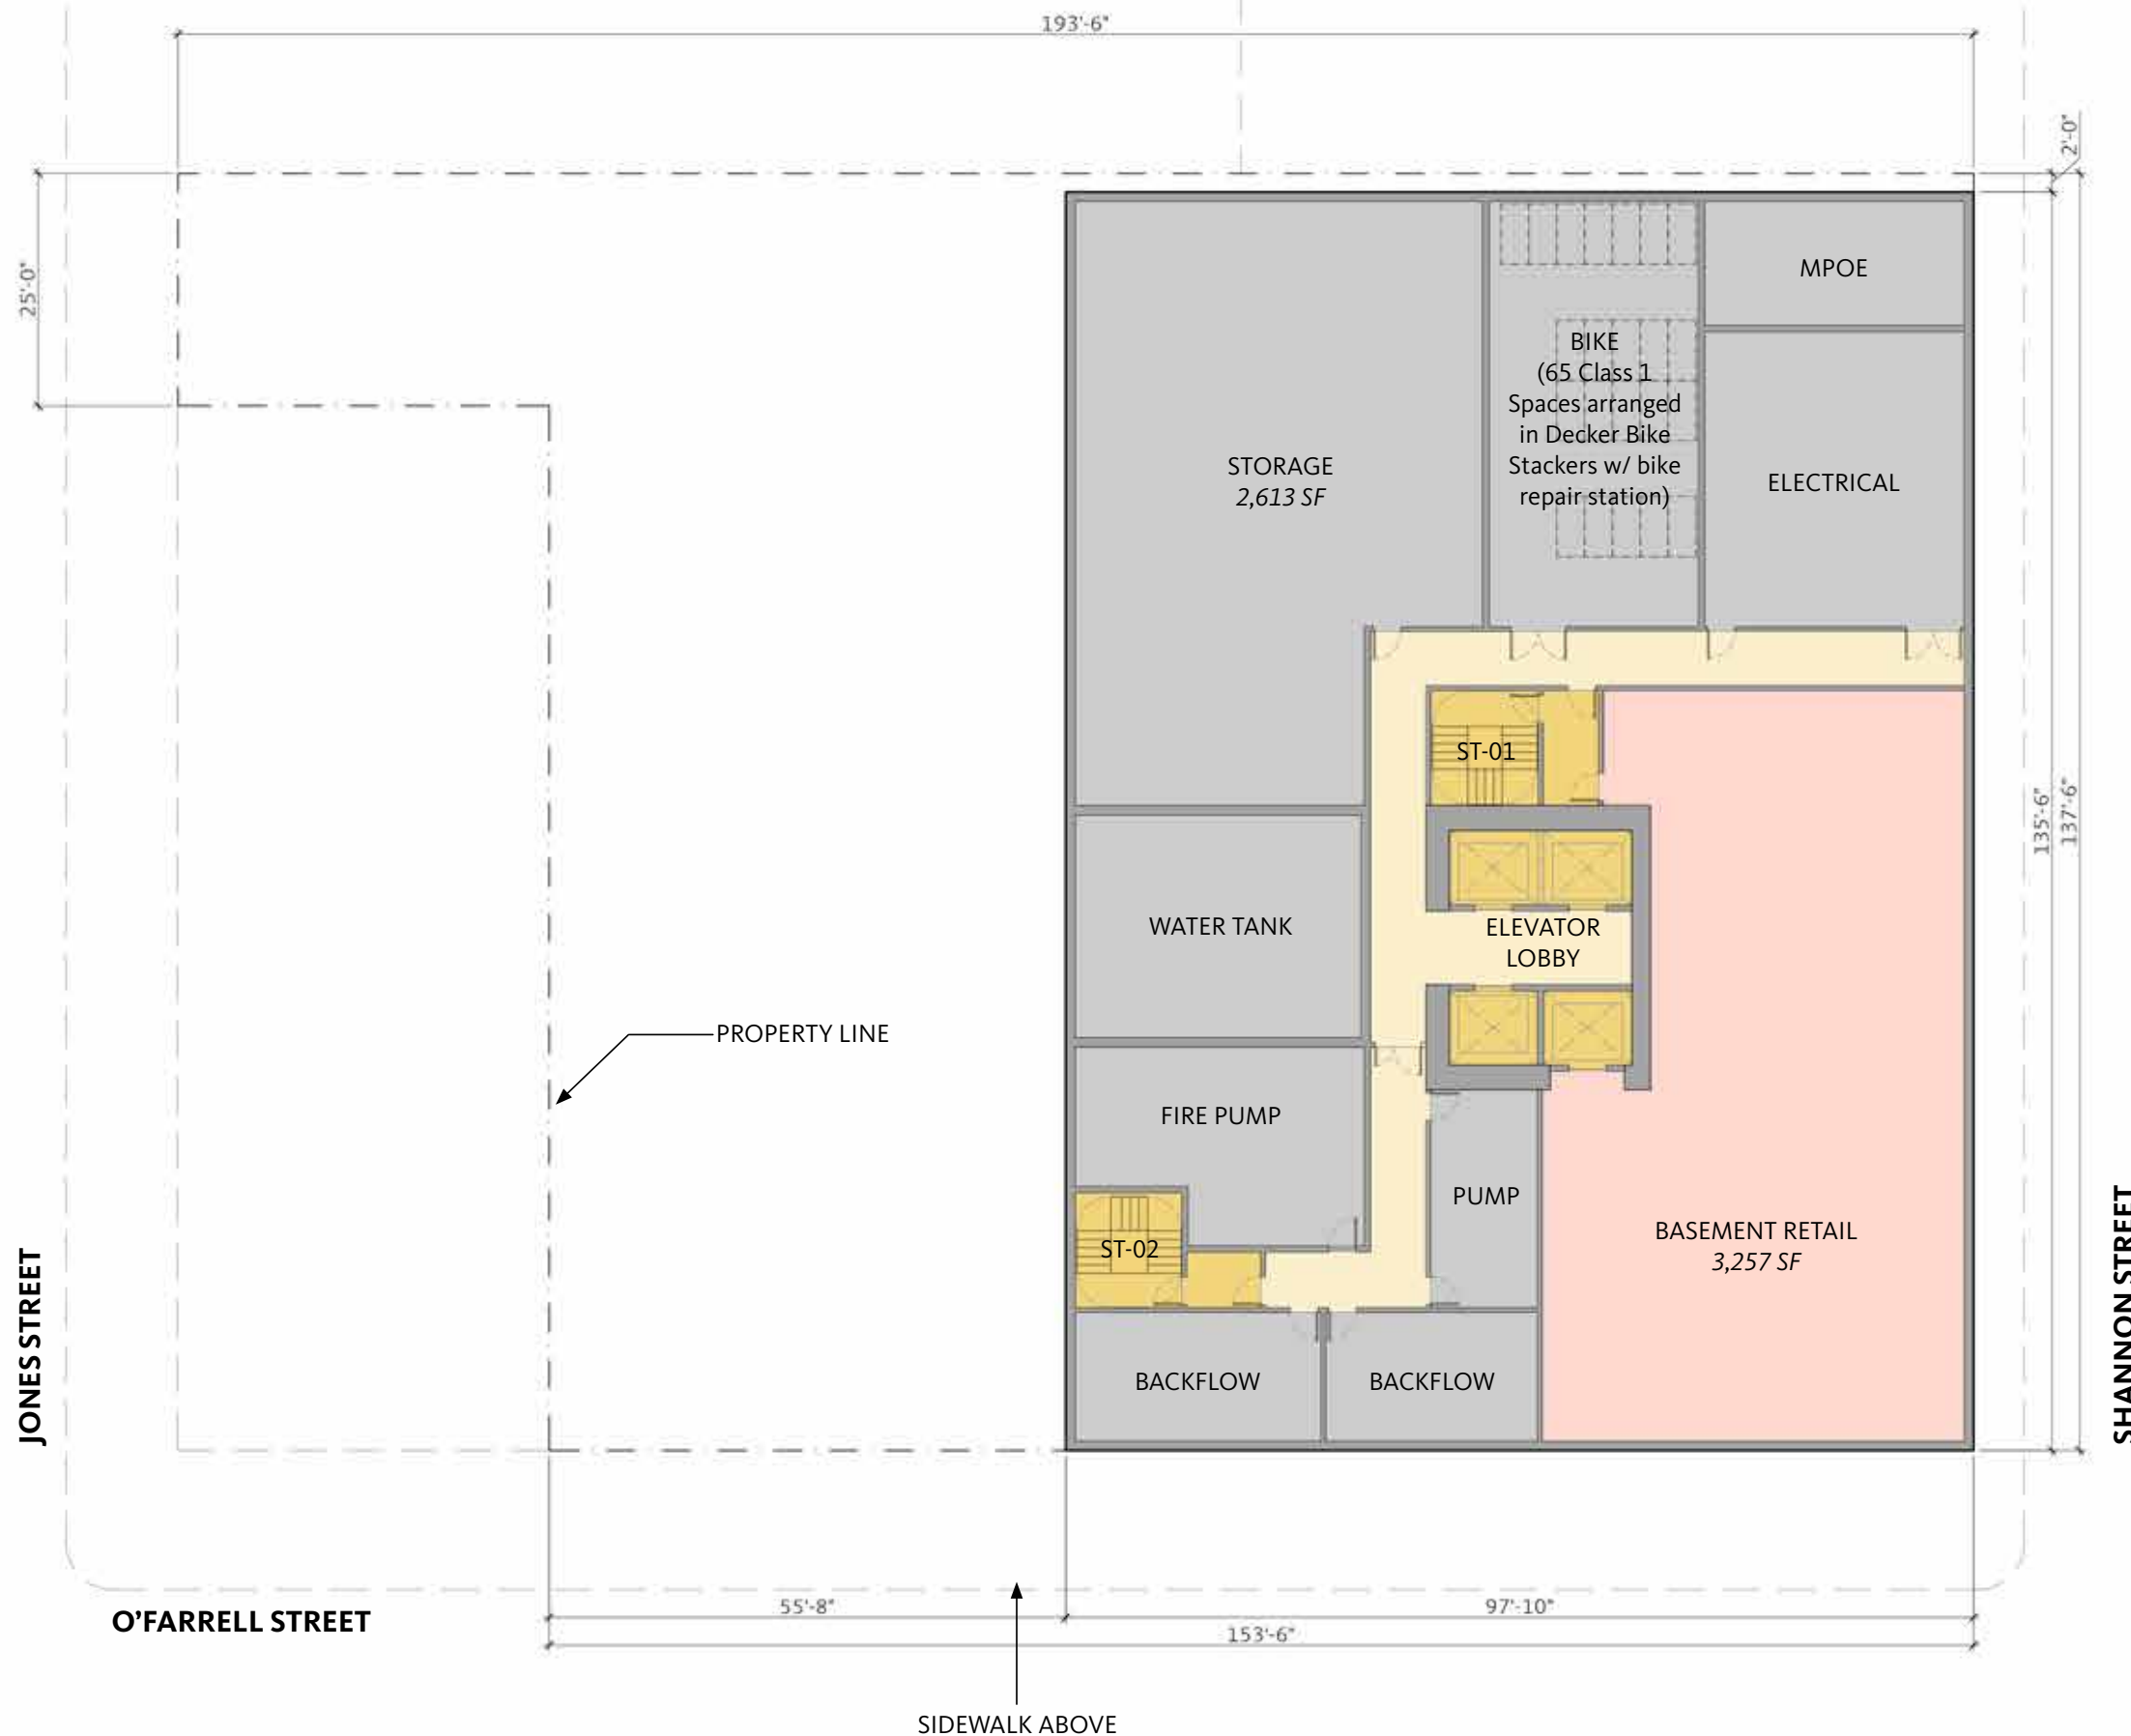 193'-6"
2'-0"
25'-0"
MPOE
BIKE
(65 Class 1
Spaces arranged
in Decker Bike
Stackers w/ bike
repair station)
STORAGE
2,613 SF
ELECTRICAL
ST-01
135'-6"
137'-6"
WATER TANK
ELEVATOR
LOBBY
PROPERTY LINE
FIRE PUMP
PUMP
BASEMENT RETAIL
3,257 SF
ST-02
JONES STREET
SHANNON STREET
BACKFLOW
BACKFLOW
O’FARRELL STREET
55'-8"
97'-10"
153'-6"
SIDEWALK ABOVE